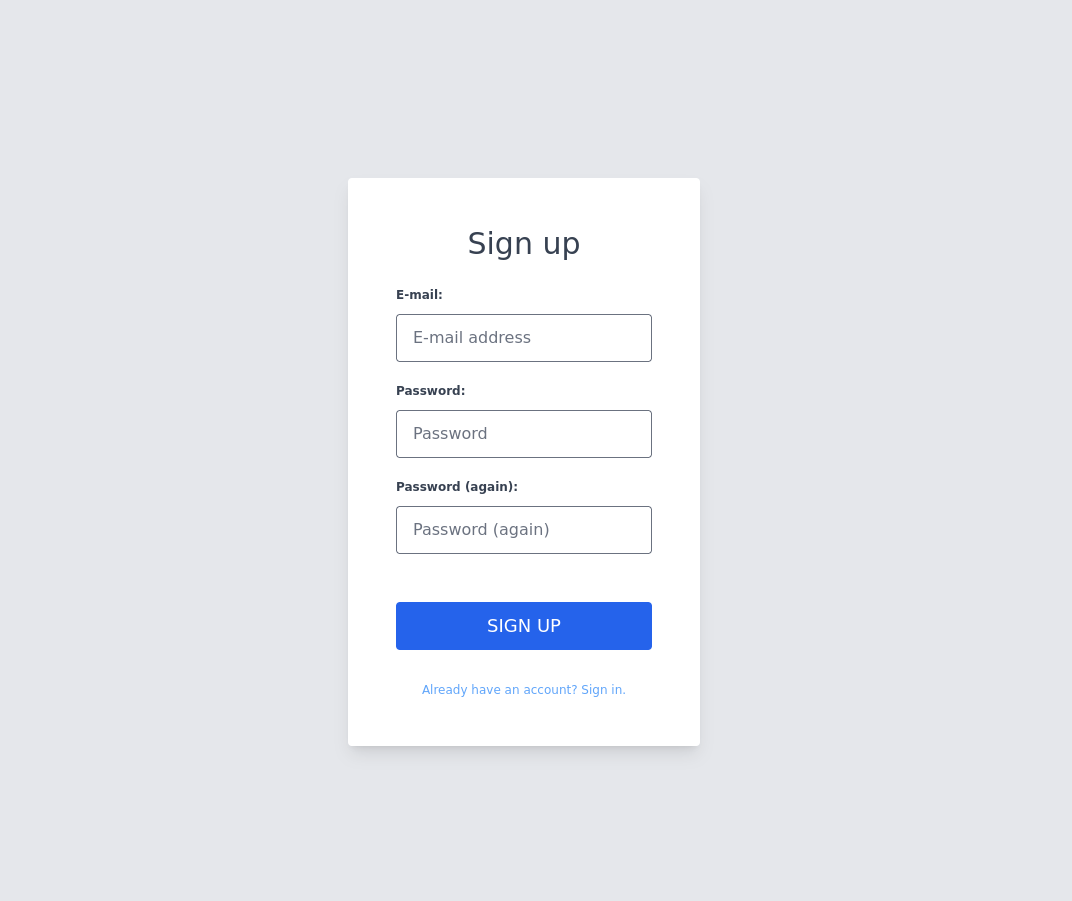 Sign up
E-mail:
E-mail address
Password:
Password
Password (again):
Password (again)
SIGN UP
Already have an account? Sign in.